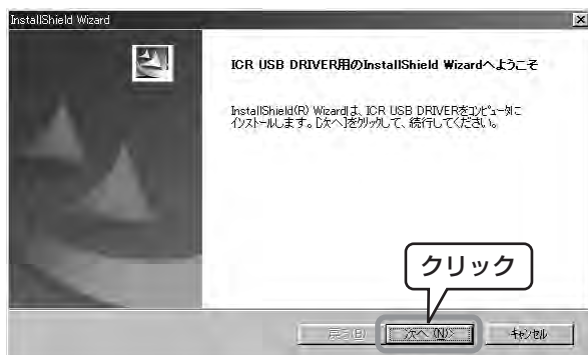 InstallShield Wizard
ICR USB DRIVER用のInstallShield Wizardへようこそ
InstallShield(R) Wizardは、ICR USB DRIVERをコンピュータに
インストールします。［次へ］をクリックして、続行してください。
クリック
戻る(B)
次へ(N)>
キャンセル